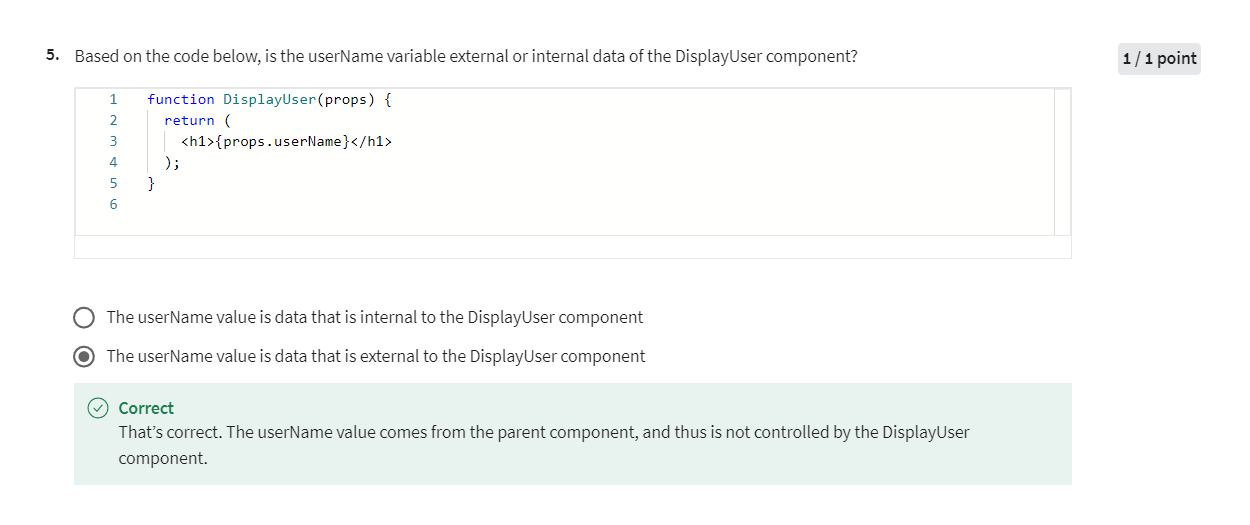 5. Based on the code below, is the userName variable external or internal data of the DisplayUser component?
1 / 1 point
1 function DisplayUser(props) {
2 return (
3 <h1>{props.userName}</h1>
4 );
5 }
6
The userName value is data that is internal to the DisplayUser component
The userName value is data that is external to the DisplayUser component
Correct
That’s correct. The userName value comes from the parent component, and thus is not controlled by the DisplayUser
component.